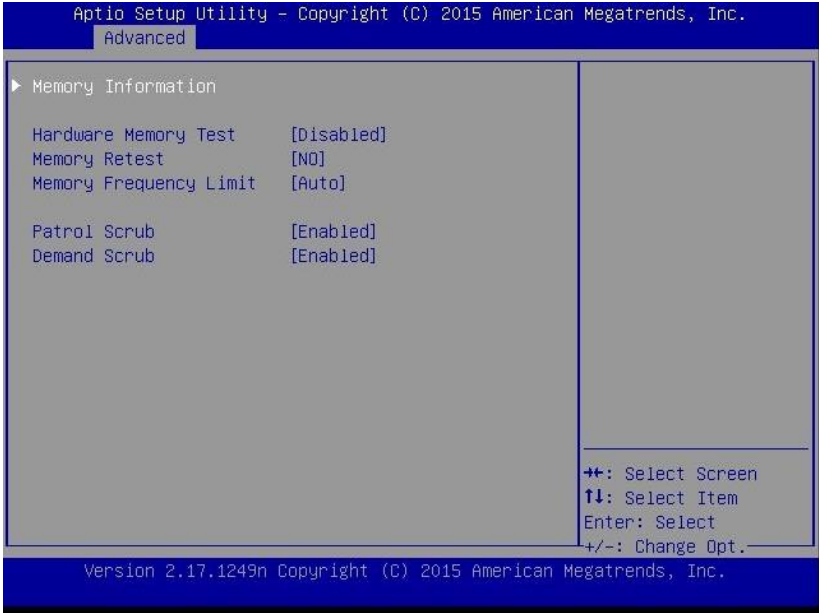 Aptio Setup Utility – Copyright (C) 2015 American Megatrends, Inc.
Advanced
Memory Information
Hardware Memory Test [Disabled]
Memory Retest [NO]
Memory Frequency Limit [Auto]
Patrol Scrub [Enabled]
Demand Scrub [Enabled]
→←: Select Screen
↑↓: Select Item
Enter: Select
+/-: Change Opt.
Version 2.17.1249n Copyright (C) 2015 American Megatrends, Inc.